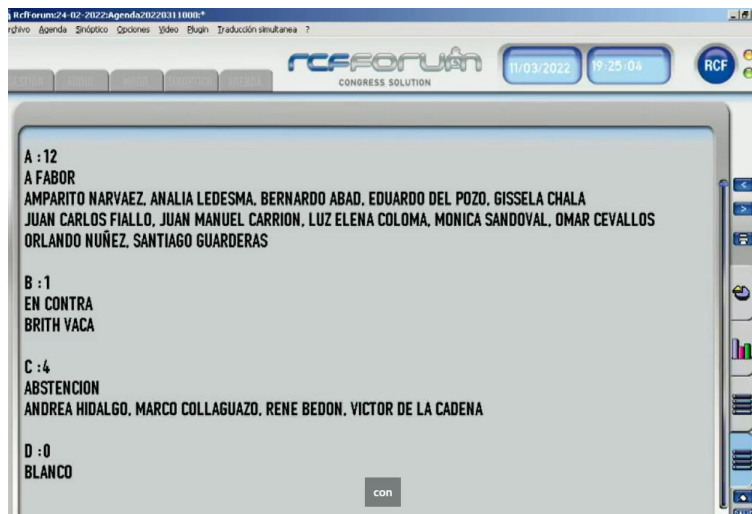 RcfForum:24-02-2022:Agenda20220311000:*
rchivo Agenda Sinóptico Opciones Video Plugin Traducción simultanea ?
RCFFORUM
CONGRESS SOLUTION
11/03/2022
19:25:04
RCF
A :12
A FABOR
AMPARITO NARVAEZ, ANALIA LEDESMA, BERNARDO ABAD, EDUARDO DEL POZO, GISSELA CHALA
JUAN CARLOS FIALLO, JUAN MANUEL CARRION, LUZ ELENA COLOMA, MONICA SANDOVAL, OMAR CEVALLOS
ORLANDO NUÑEZ, SANTIAGO GUARDERAS
B :1
EN CONTRA
BRITH VACA
C :4
ABSTENCION
ANDREA HIDALGO, MARCO COLLAGUAZO, RENE BEDON, VICTOR DE LA CADENA
D :0
BLANCO
con